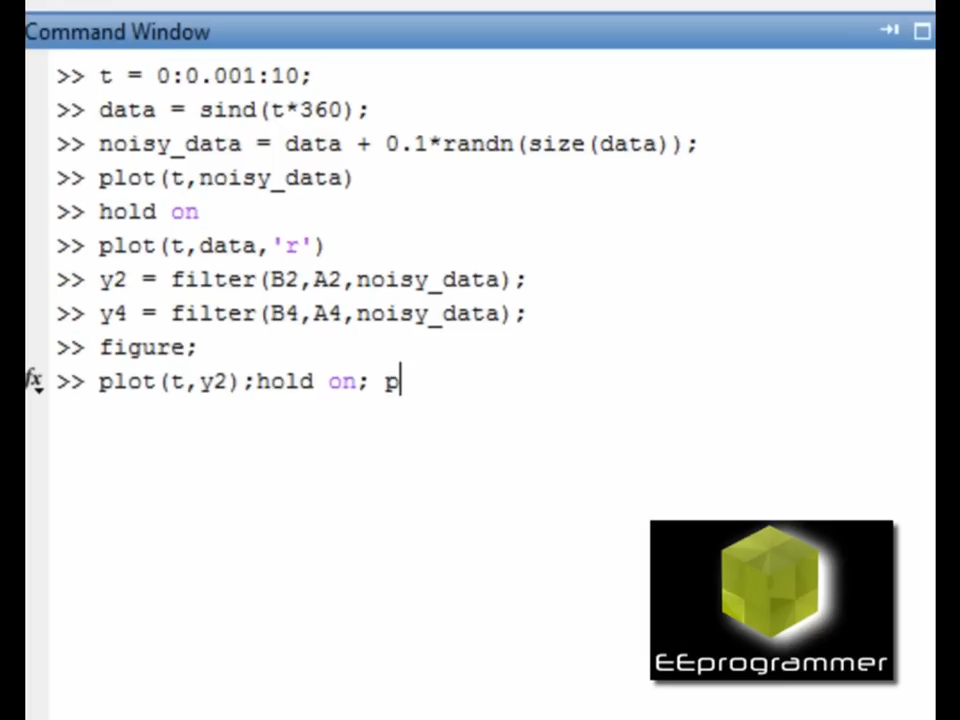 Command Window
>> t = 0:0.001:10;
>> data = sind(t*360);
>> noisy_data = data + 0.1*randn(size(data));
>> plot(t,noisy_data)
>> hold on
>> plot(t,data,'r')
>> y2 = filter(B2,A2,noisy_data);
>> y4 = filter(B4,A4,noisy_data);
>> figure;
fx >> plot(t,y2);hold on; p
EEprogrammer